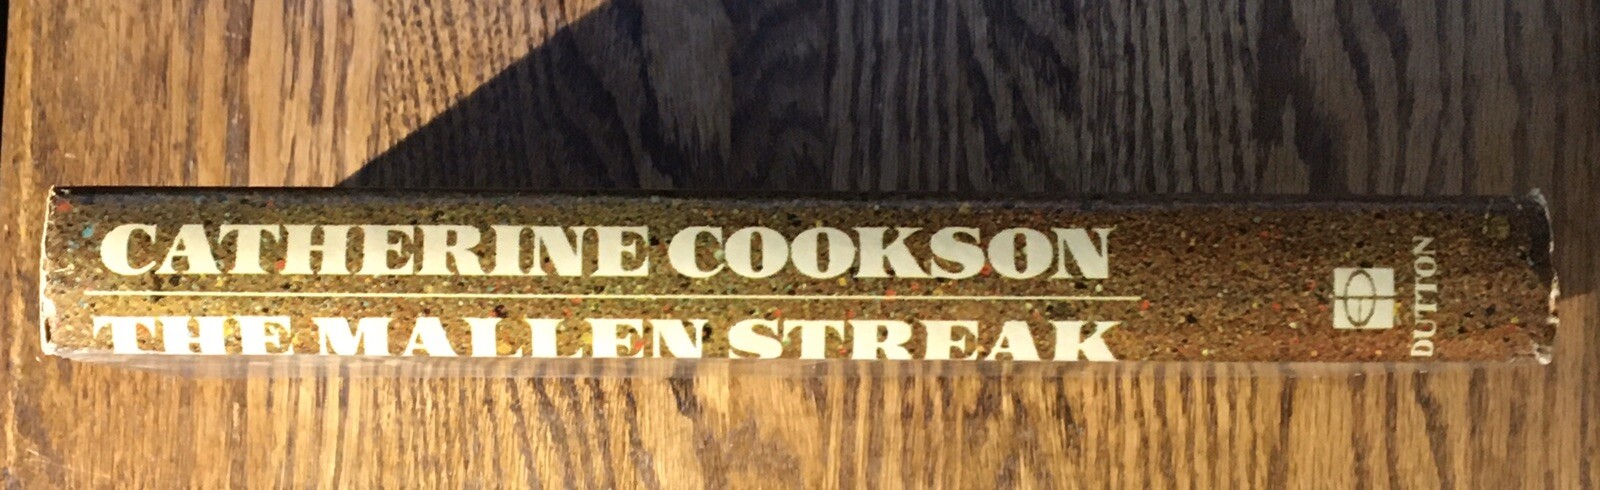 CATHERINE COOKSON
THE MALLEN STREAK
DUTTON